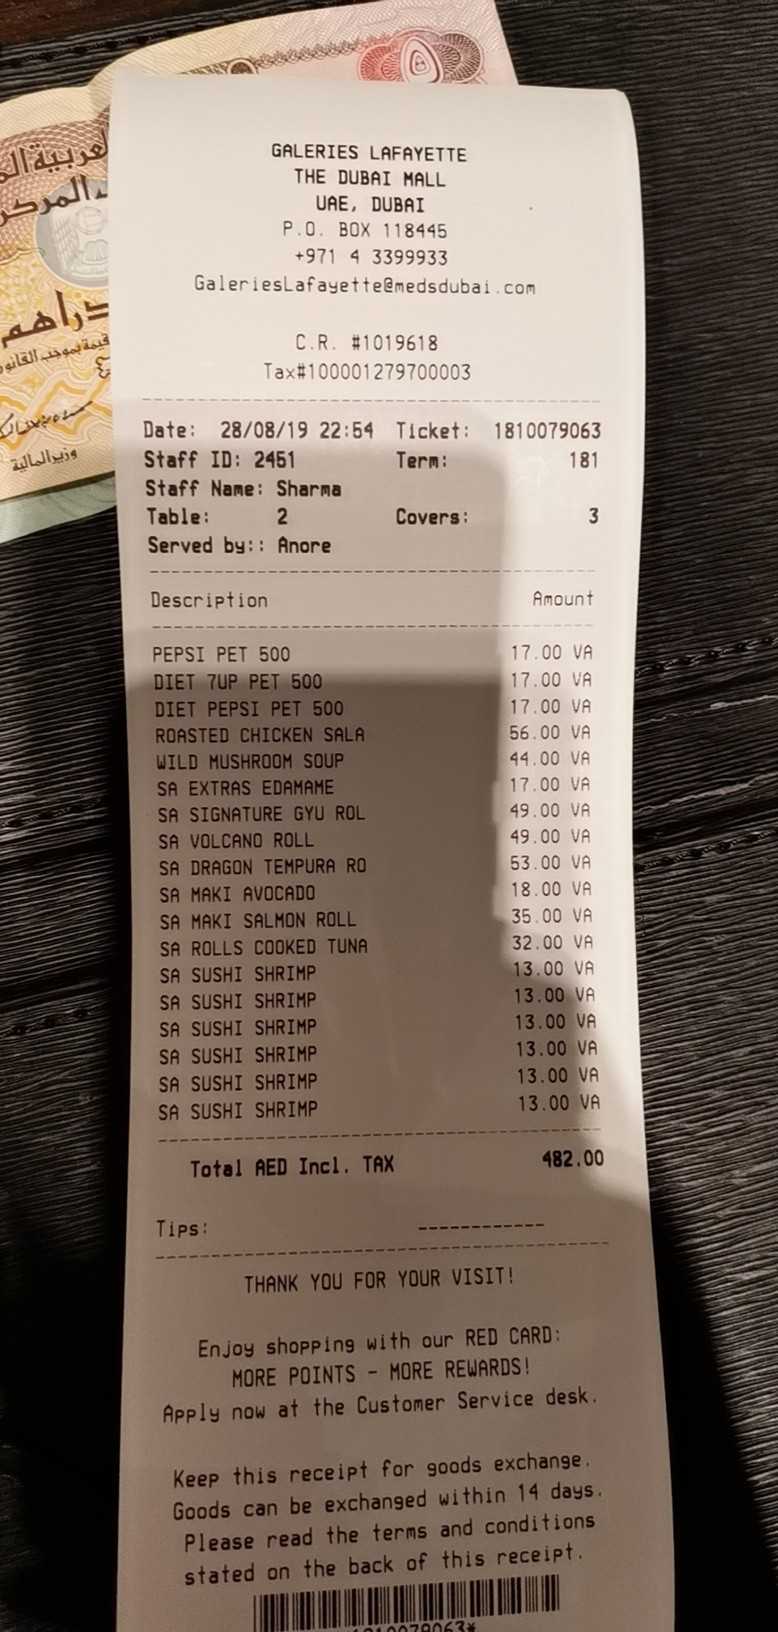 العربية الم
المركز
دراهم
وزير المالية
GALERIES LAFAYETTE
THE DUBAI MALL
UAE, DUBAI
P.O. BOX 118445
+971 4 3399933
GaleriesLafayette@medsdubai.com
C.R. #1019618
Tax#100001279700003
Date: 28/08/19 22:54 Ticket: 1810079063
Staff ID: 2451 Term: 181
Staff Name: Sharma
Table: 2 Covers: 3
Served by:: Anore
Description Amount
PEPSI PET 500 17.00 VA
DIET 7UP PET 500 17.00 VA
DIET PEPSI PET 500 17.00 VA
ROASTED CHICKEN SALA 56.00 VA
WILD MUSHROOM SOUP 44.00 VA
SA EXTRAS EDAMAME 17.00 VA
SA SIGNATURE GYU ROL 49.00 VA
SA VOLCANO ROLL 49.00 VA
SA DRAGON TEMPURA RO 53.00 VA
SA MAKI AVOCADO 18.00 VA
SA MAKI SALMON ROLL 35.00 VA
SA ROLLS COOKED TUNA 32.00 VA
SA SUSHI SHRIMP 13.00 VA
SA SUSHI SHRIMP 13.00 VA
SA SUSHI SHRIMP 13.00 VA
SA SUSHI SHRIMP 13.00 VA
SA SUSHI SHRIMP 13.00 VA
SA SUSHI SHRIMP 13.00 VA
Total AED Incl. TAX 482.00
Tips: ------------
THANK YOU FOR YOUR VISIT!
Enjoy shopping with our RED CARD:
MORE POINTS - MORE REWARDS!
Apply now at the Customer Service desk.
Keep this receipt for goods exchange.
Goods can be exchanged within 14 days.
Please read the terms and conditions
stated on the back of this receipt.
1810079063*